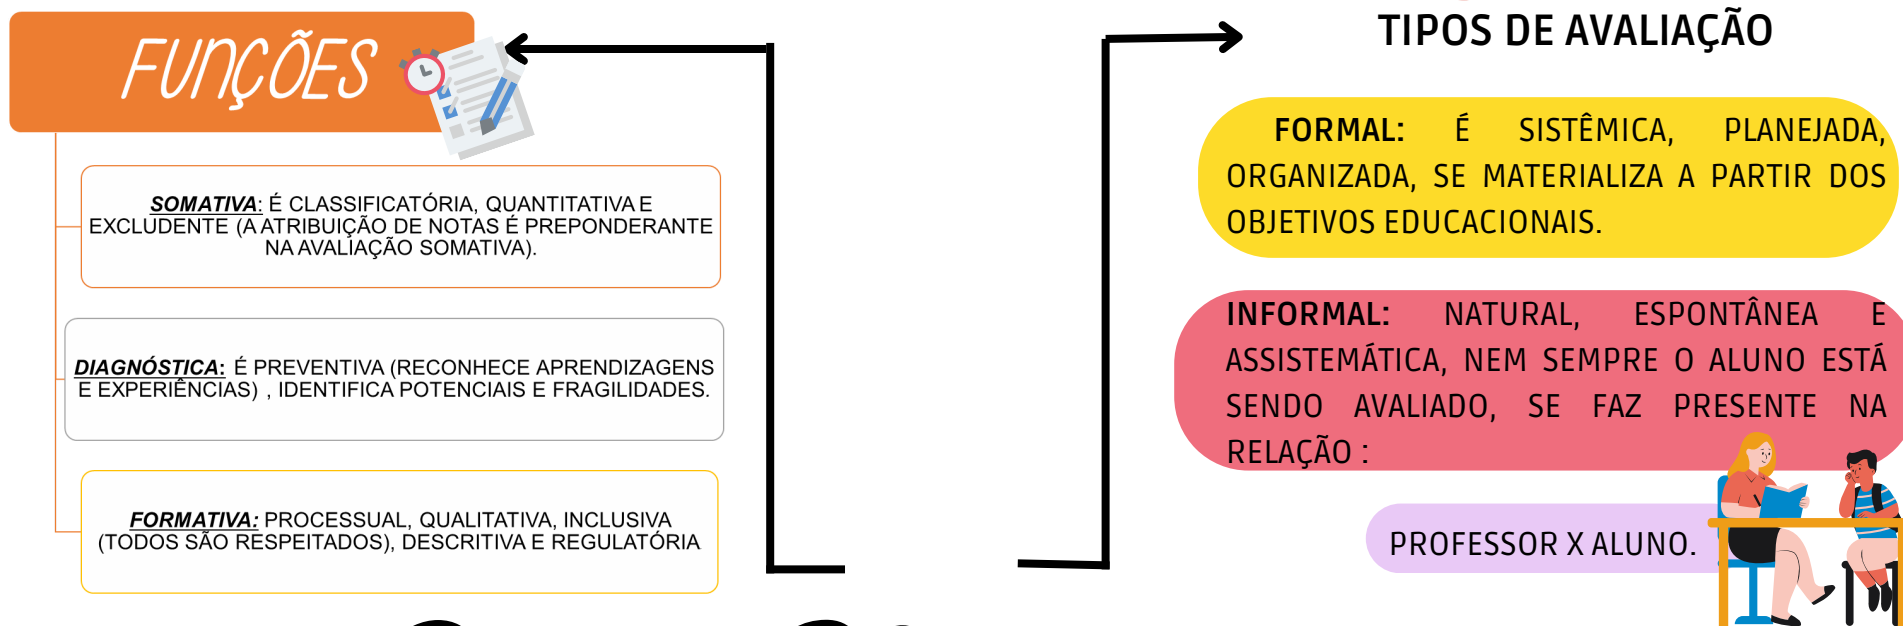 FUNÇÕES
SOMATIVA: É CLASSIFICATÓRIA, QUANTITATIVA E
EXCLUDENTE (A ATRIBUIÇÃO DE NOTAS É PREPONDERANTE
NA AVALIAÇÃO SOMATIVA).
DIAGNÓSTICA: É PREVENTIVA (RECONHECE APRENDIZAGENS
E EXPERIÊNCIAS) , IDENTIFICA POTENCIAIS E FRAGILIDADES.
FORMATIVA: PROCESSUAL, QUALITATIVA, INCLUSIVA
(TODOS SÃO RESPEITADOS), DESCRITIVA E REGULATÓRIA
TIPOS DE AVALIAÇÃO
FORMAL: É SISTÊMICA, PLANEJADA,
ORGANIZADA, SE MATERIALIZA A PARTIR DOS
OBJETIVOS EDUCACIONAIS.
INFORMAL: NATURAL, ESPONTÂNEA E
ASSISTEMÁTICA, NEM SEMPRE O ALUNO ESTÁ
SENDO AVALIADO, SE FAZ PRESENTE NA
RELAÇÃO :
PROFESSOR X ALUNO.